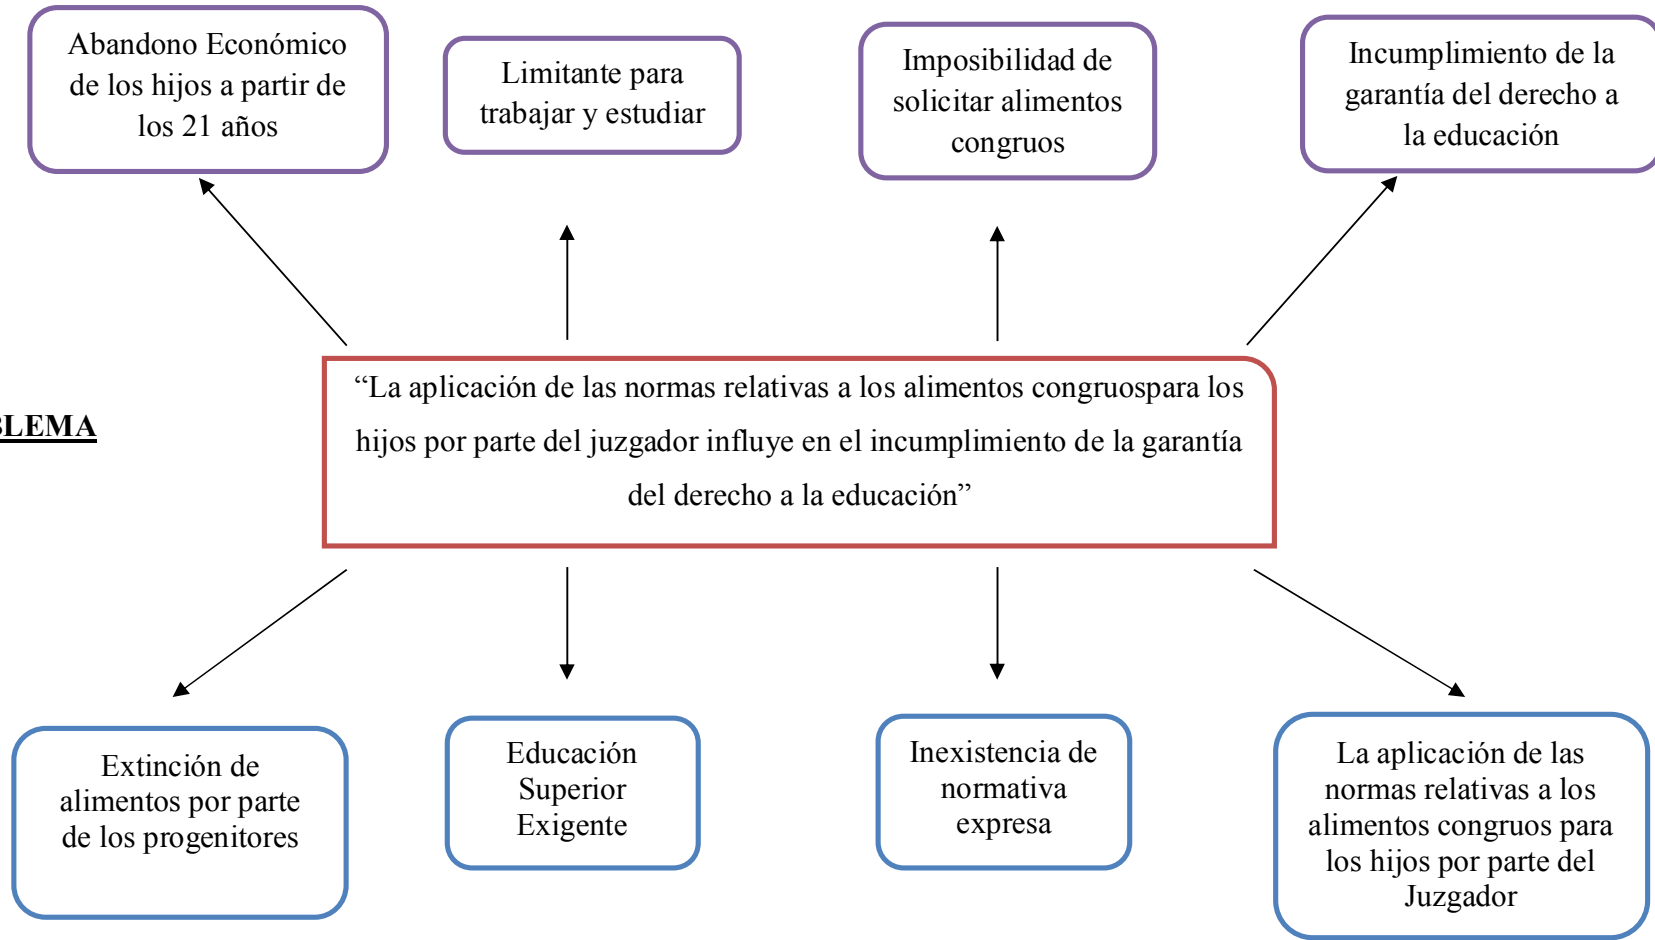 Abandono Económico
de los hijos a partir de
los 21 años
Limitante para
trabajar y estudiar
Imposibilidad de
solicitar alimentos
congruos
Incumplimiento de la
garantía del derecho a
la educación
BLEMA
“La aplicación de las normas relativas a los alimentos congruospara los
hijos por parte del juzgador influye en el incumplimiento de la garantía
del derecho a la educación”
Extinción de
alimentos por parte
de los progenitores
Educación
Superior
Exigente
Inexistencia de
normativa
expresa
La aplicación de las
normas relativas a los
alimentos congruos para
los hijos por parte del
Juzgador